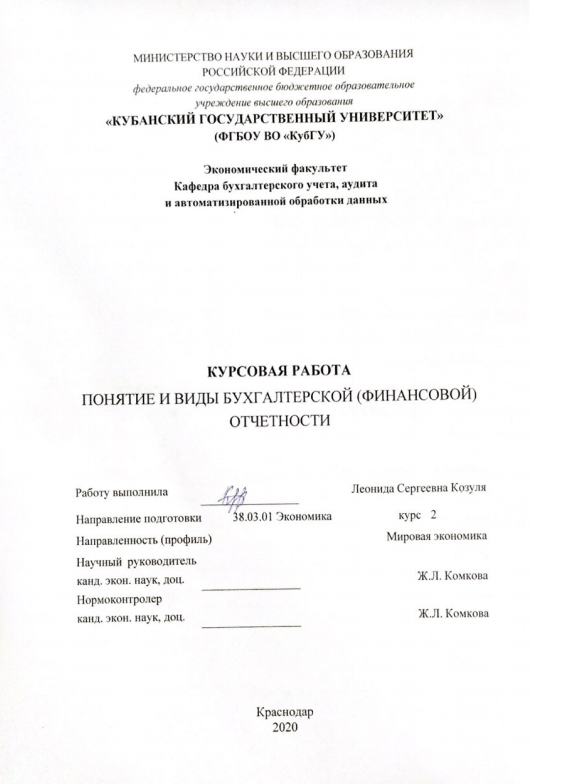 МИНИСТЕРСТВО НАУКИ И ВЫСШЕГО ОБРАЗОВАНИЯ
РОССИЙСКОЙ ФЕДЕРАЦИИ
федеральное государственное бюджетное образовательное
учреждение высшего образования
«КУБАНСКИЙ ГОСУДАРСТВЕННЫЙ УНИВЕРСИТЕТ»
(ФГБОУ ВО «КубГУ»)
Экономический факультет
Кафедра бухгалтерского учета, аудита
и автоматизированной обработки данных
КУРСОВАЯ РАБОТА
ПОНЯТИЕ И ВИДЫ БУХГАЛТЕРСКОЙ (ФИНАНСОВОЙ)
ОТЧЕТНОСТИ
Работу выполнила Леонида Сергеевна Козуля
Направление подготовки 38.03.01 Экономика курс 2
Направленность (профиль) Мировая экономика
Научный руководитель
канд. экон. наук, доц. Ж.Л. Комкова
Нормоконтролер
канд. экон. наук, доц. Ж.Л. Комкова
Краснодар
2020